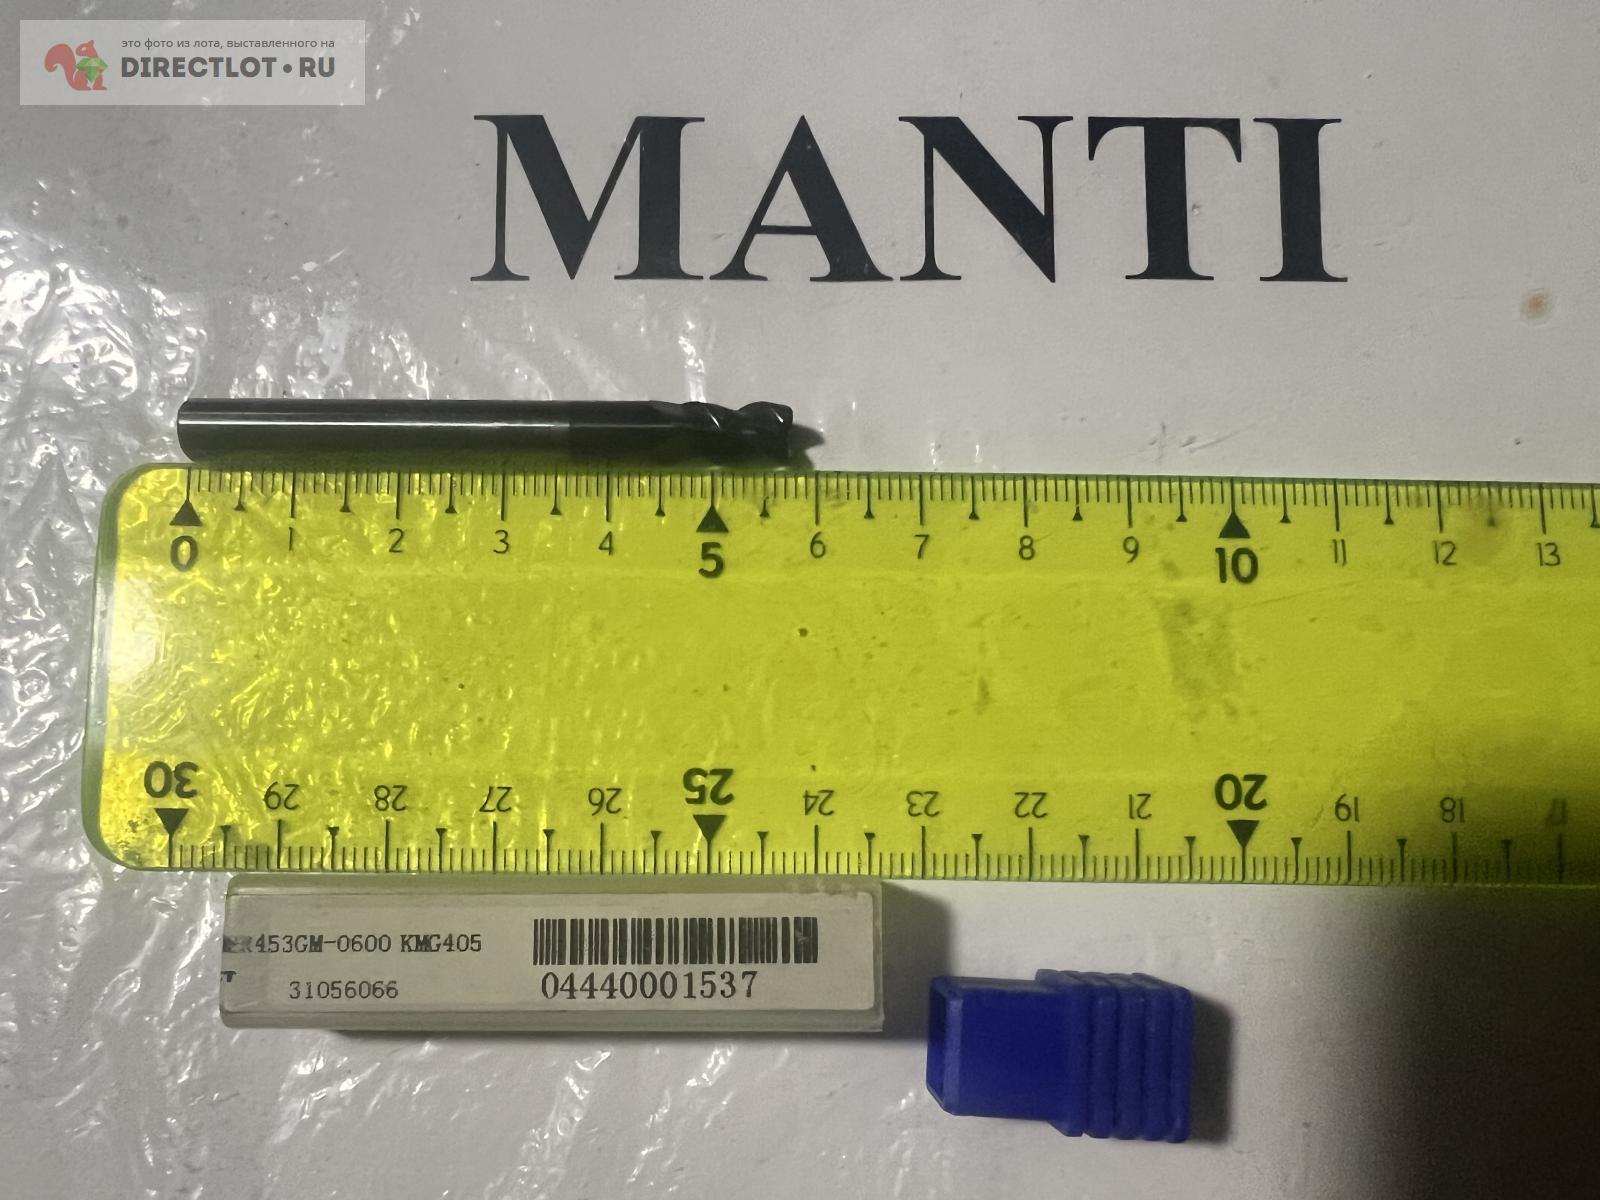 это фото из лота, выставленного на
DIRECTLOT•RU
MANTI
0 1 2 3 4 5 6 7 8 9 10 11 12 13
30 29 28 27 26 25 24 23 22 21 20 19 18 17
453GM-0600 KMG405
31056066
04440001537